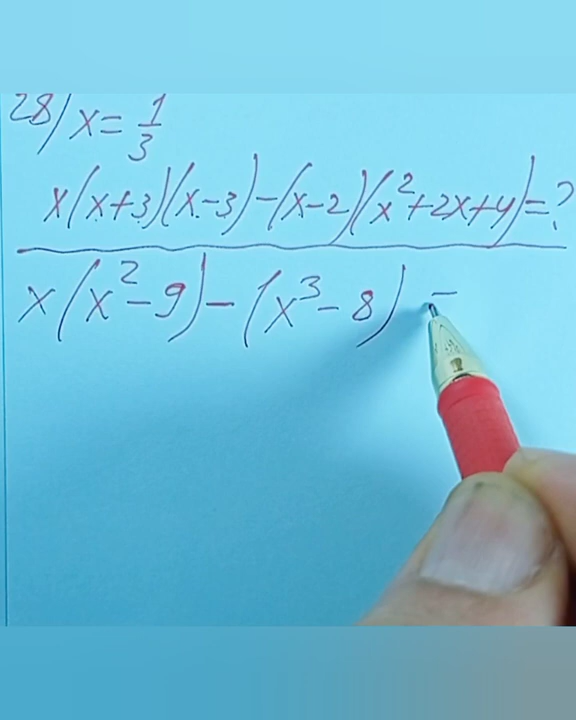 28) x = 1/3
x(x+3)(x-3)-(x-2)(x²+2x+4)=?
x(x²-9)-(x³-8) =